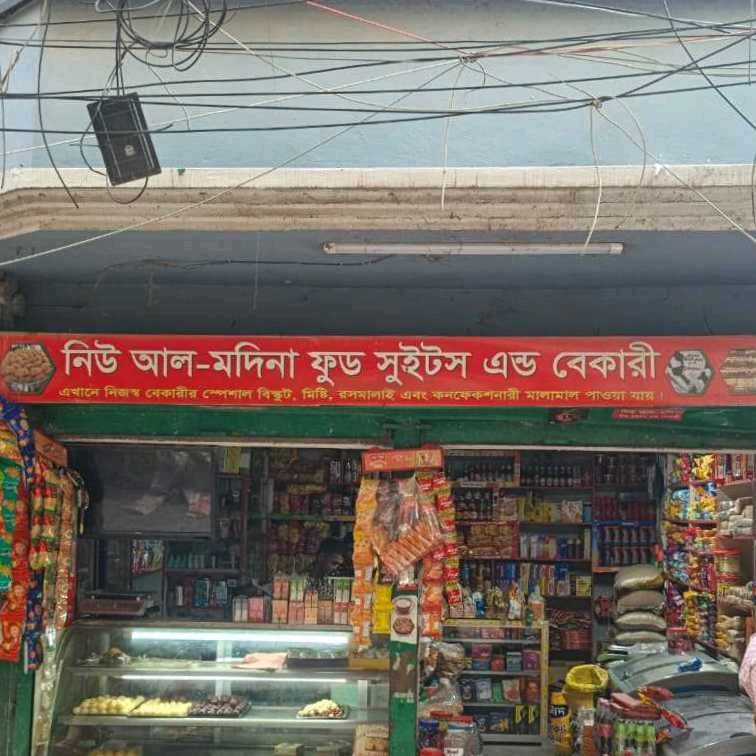 নিউ আল-মদিনা ফুড সুইটস এন্ড বেকারী
এখানে নিজস্ব বেকারীর স্পেশাল বিস্কুট, মিষ্টি, রসমালাই এবং কনফেকশনারী মালামাল পাওয়া যায়।